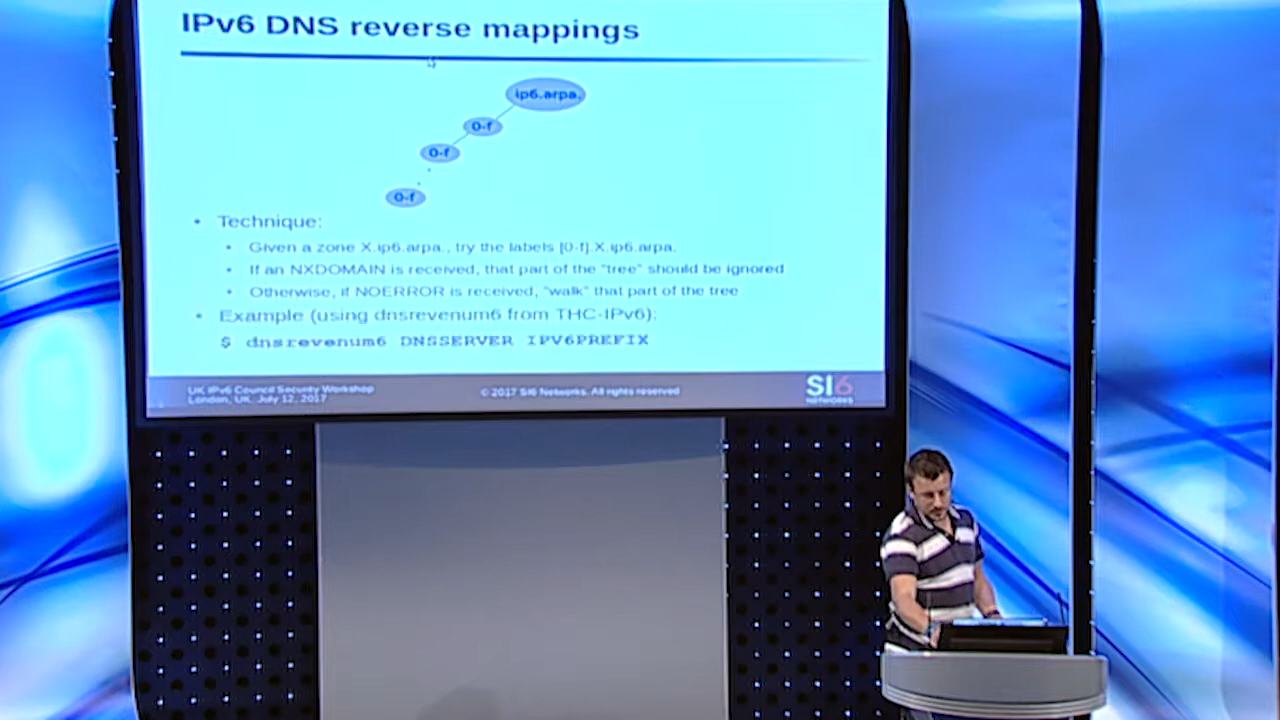 IPv6 DNS reverse mappings
ip6.arpa.
0-f
0-f
0-f
• Technique:
• Given a zone X.ip6.arpa., try the labels [0-f].X.ip6.arpa.
• If an NXDOMAIN is received, that part of the "tree" should be ignored
• Otherwise, if NOERROR is received, "walk" that part of the tree
• Example (using dnsrevenum6 from THC-IPv6):
$ dnsrevenum6 DNSSERVER IPV6PREFIX
UK IPv6 Council Security Workshop
London, UK. July 12, 2017
© 2017 SI6 Networks. All rights reserved
SI6
NETWORKS